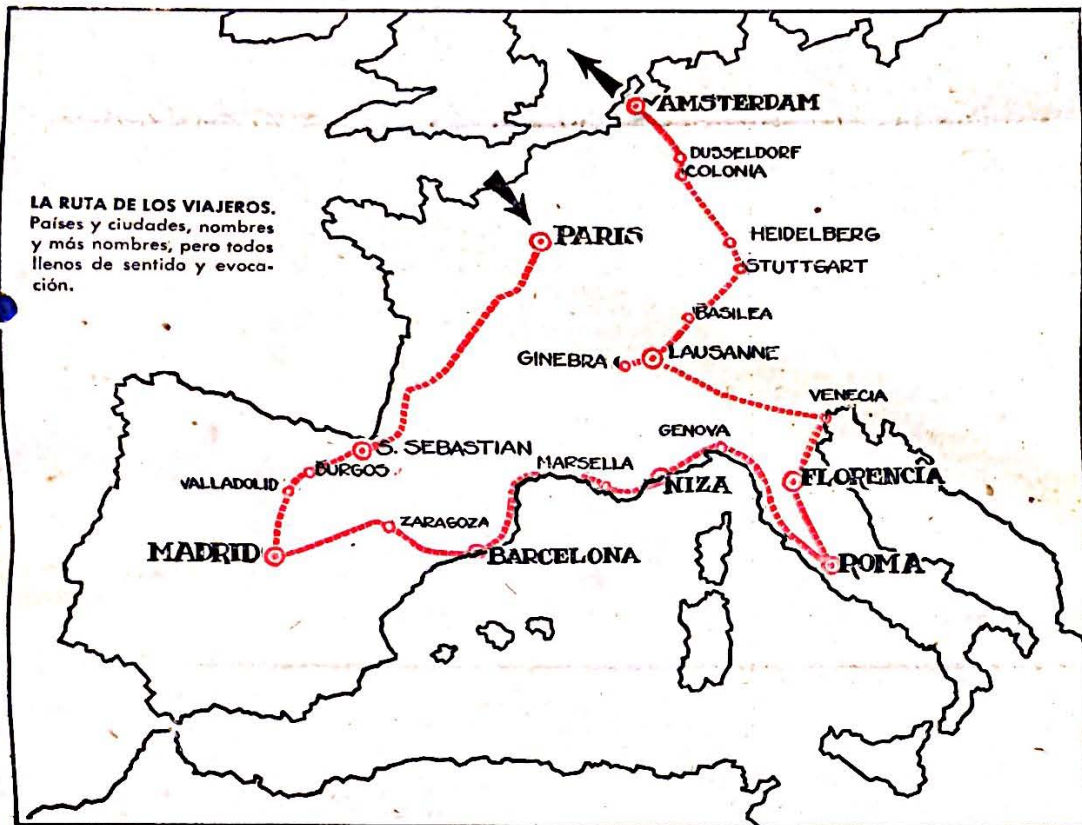 AMSTERDAM
DUSSELDORF
COLONIA
LA RUTA DE LOS VIAJEROS.
Países y ciudades, nombres
y más nombres, pero todos
llenos de sentido y evoca-
ción.
PARIS
HEIDELBERG
STUTTGART
BASILEA
GINEBRA
LAUSANNE
VENECIA
S. SEBASTIAN
GENOVA
BURGOS
MARSELLA
VALLADOLID
NIZA
FLORENCIA
ZARAGOZA
MADRID
BARCELONA
ROMA